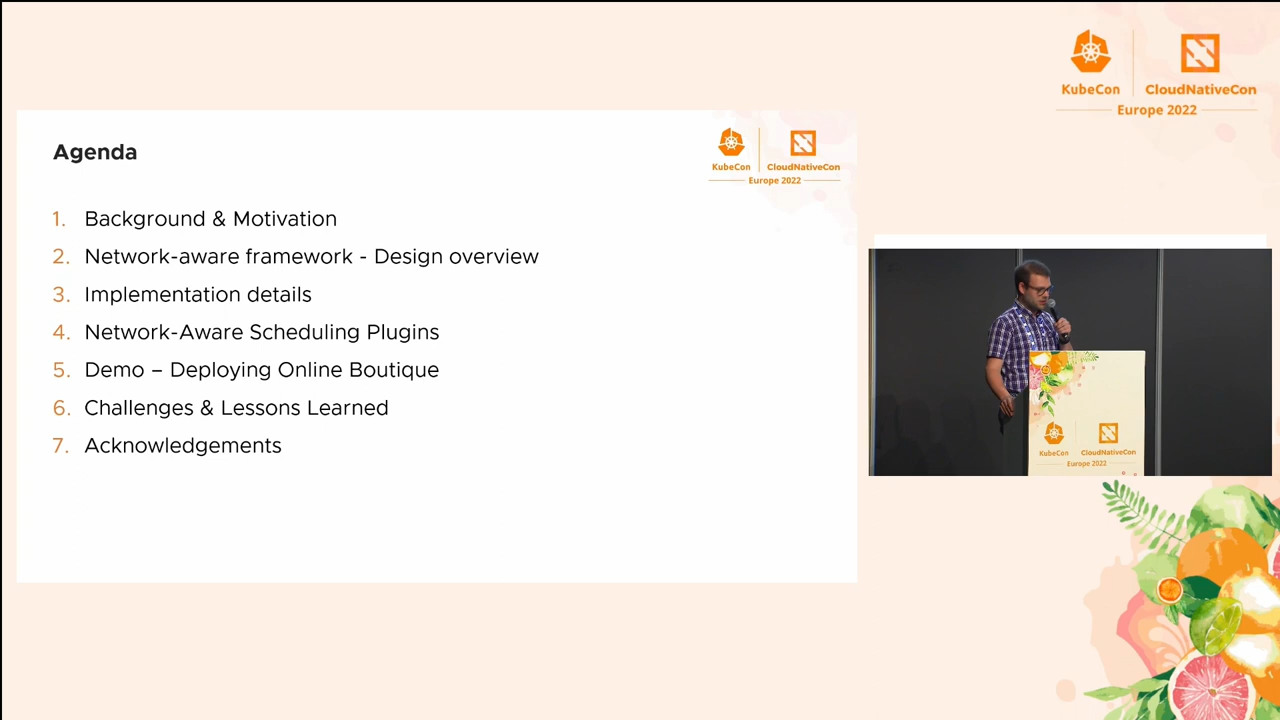 KubeCon
CloudNativeCon
Europe 2022
Agenda
KubeCon
CloudNativeCon
Europe 2022
1. Background & Motivation
2. Network-aware framework - Design overview
3. Implementation details
4. Network-Aware Scheduling Plugins
5. Demo – Deploying Online Boutique
6. Challenges & Lessons Learned
7. Acknowledgements
KubeCon
CloudNativeCon
Europe 2022